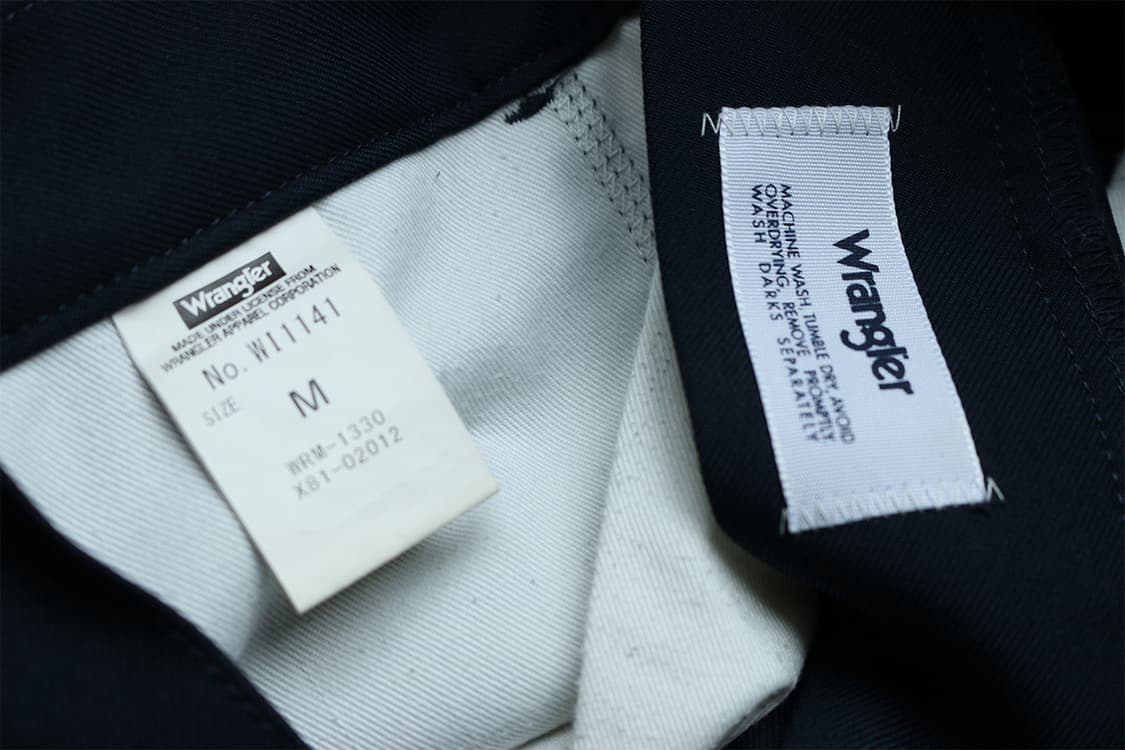 Wrangler
MADE UNDER LICENSE FROM
WRANGLER APPAREL CORPORATION
No. WI1141
SIZE M
WRM-1330
X81-02012
Wrangler
MACHINE WASH, TUMBLE DRY, AVOID
OVERDRYING, REMOVE PROMPTLY
WASH DARKS SEPARATELY